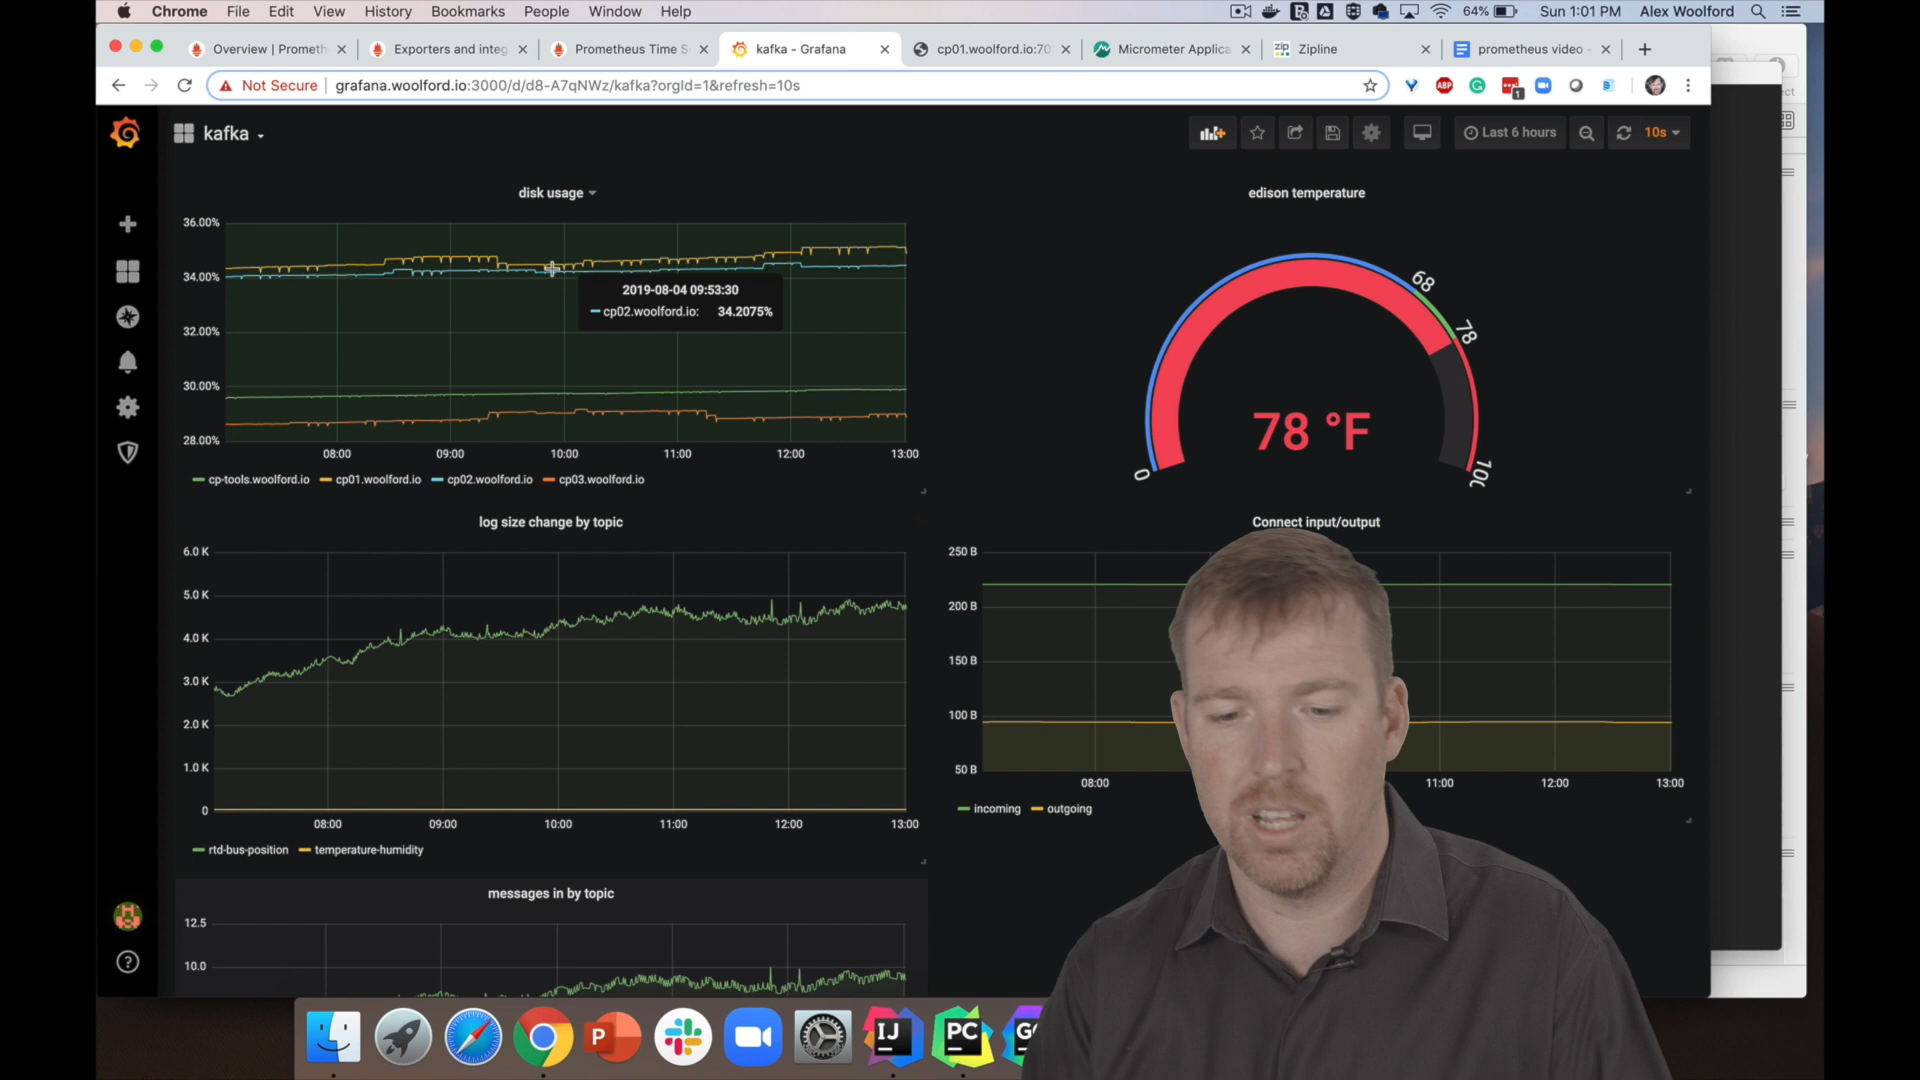 Chrome File Edit View History Bookmarks People Window Help 64% Sun 1:01 PM Alex Woolford
Overview | Prometh Exporters and integ Prometheus Time S kafka - Grafana cp01.woolford.io:70 Micrometer Applica zip Zipline prometheus video -
Not Secure | grafana.woolford.io:3000/d/d8-A7qNWz/kafka?orgId=1&refresh=10s ABP 1
kafka Last 6 hours 10s
disk usage
36.00%
34.00%
32.00%
30.00%
28.00%
08:00 09:00 10:00 11:00 12:00 13:00
2019-08-04 09:53:30
cp02.woolford.io: 34.2075%
cp-tools.woolford.io cp01.woolford.io cp02.woolford.io cp03.woolford.io
edison temperature
0 68 78 100
78 °F
log size change by topic
6.0 K
5.0 K
4.0 K
3.0 K
2.0 K
1.0 K
0
08:00 09:00 10:00 11:00 12:00 13:00
rtd-bus-position temperature-humidity
Connect input/output
250 B
200 B
150 B
100 B
50 B
08:00 11:00 12:00 13:00
incoming outgoing
messages in by topic
12.5
10.0
P IJ PC